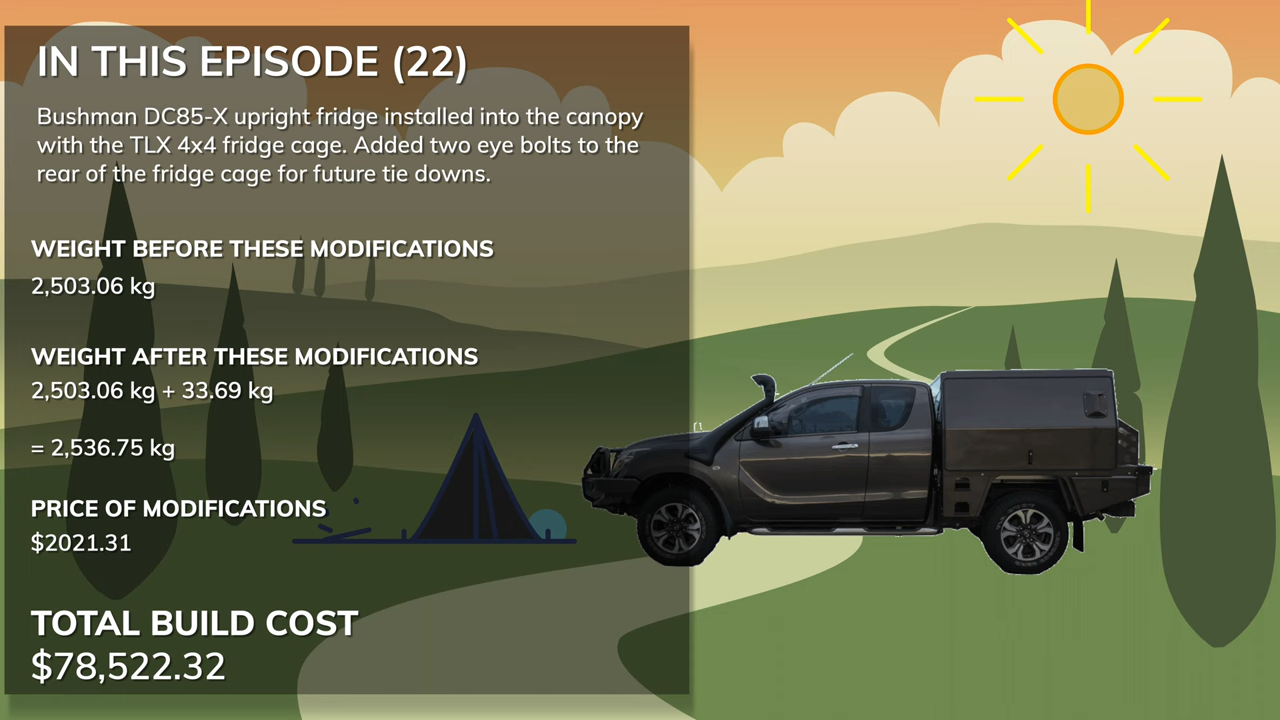 IN THIS EPISODE (22)
Bushman DC85-X upright fridge installed into the canopy
with the TLX 4x4 fridge cage. Added two eye bolts to the
rear of the fridge cage for future tie downs.
WEIGHT BEFORE THESE MODIFICATIONS
2,503.06 kg
WEIGHT AFTER THESE MODIFICATIONS
2,503.06 kg + 33.69 kg
= 2,536.75 kg
PRICE OF MODIFICATIONS
$2021.31
TOTAL BUILD COST
$78,522.32